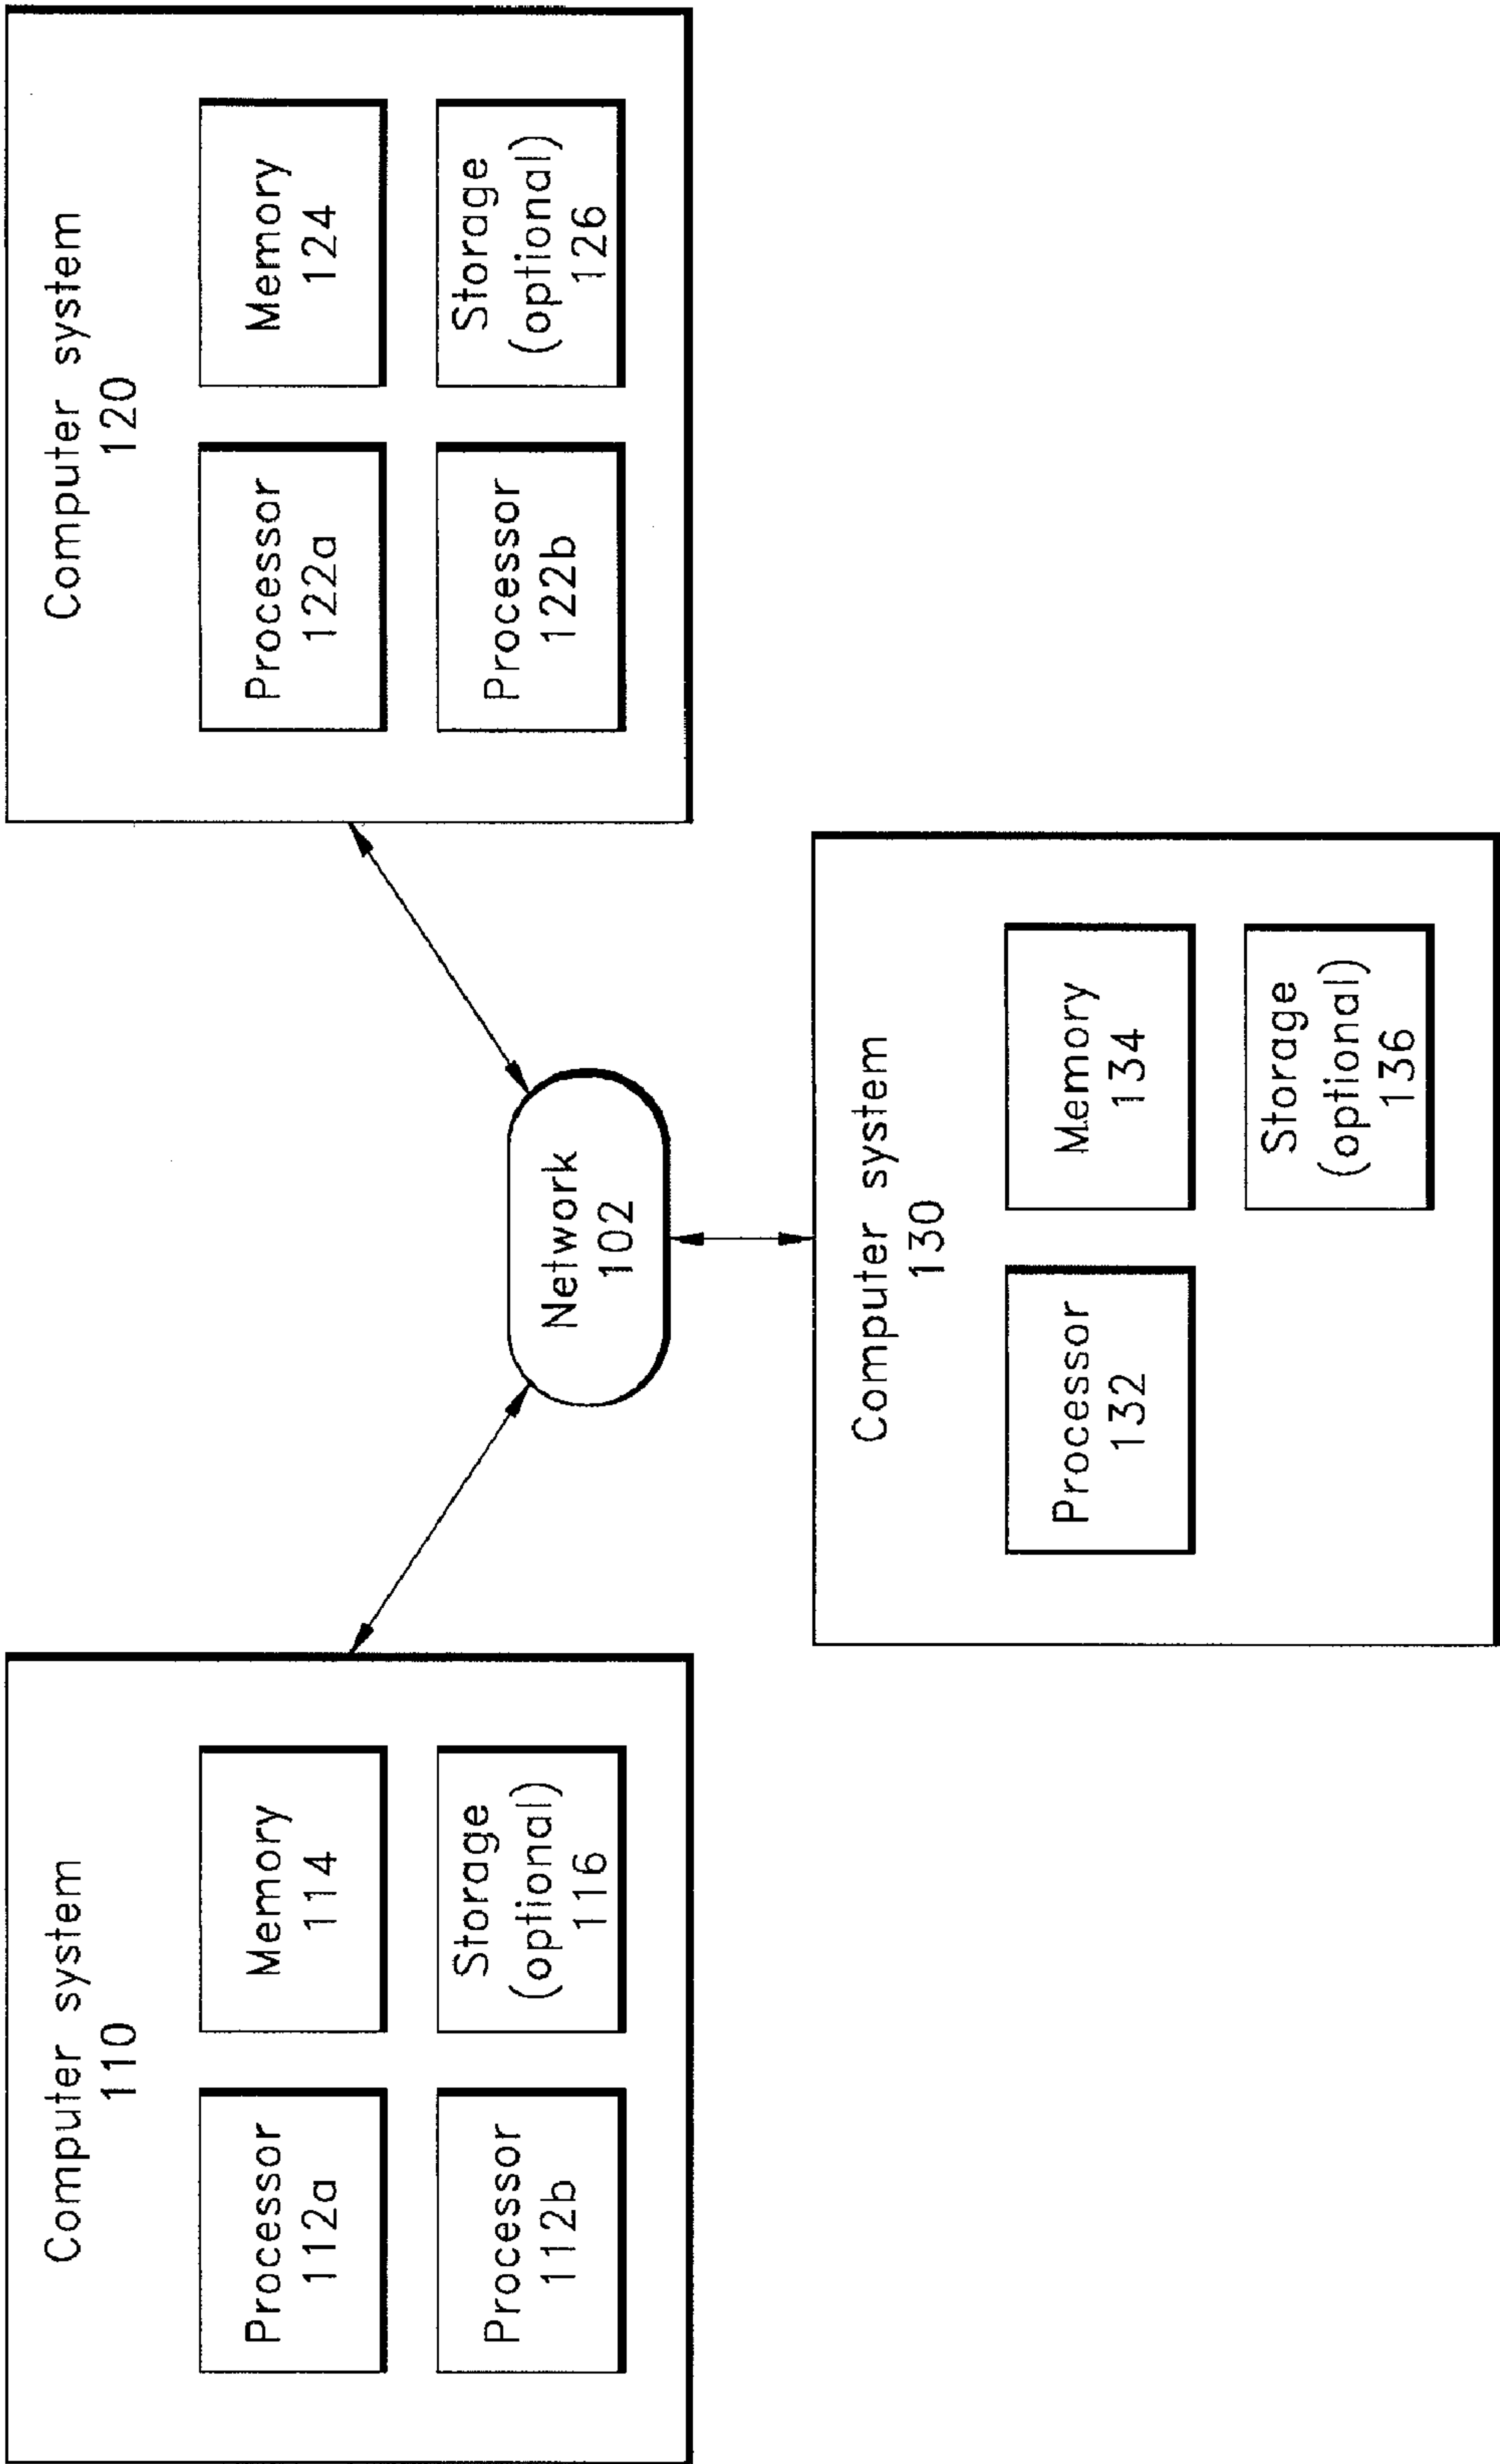 Computer system
110
Processor
112a
Memory
114
Processor
112b
Storage
(optional)
116
Network
102
Computer system
120
Processor
122a
Memory
124
Processor
122b
Storage
(optional)
126
Computer system
130
Processor
132
Memory
134
Storage
(optional)
136